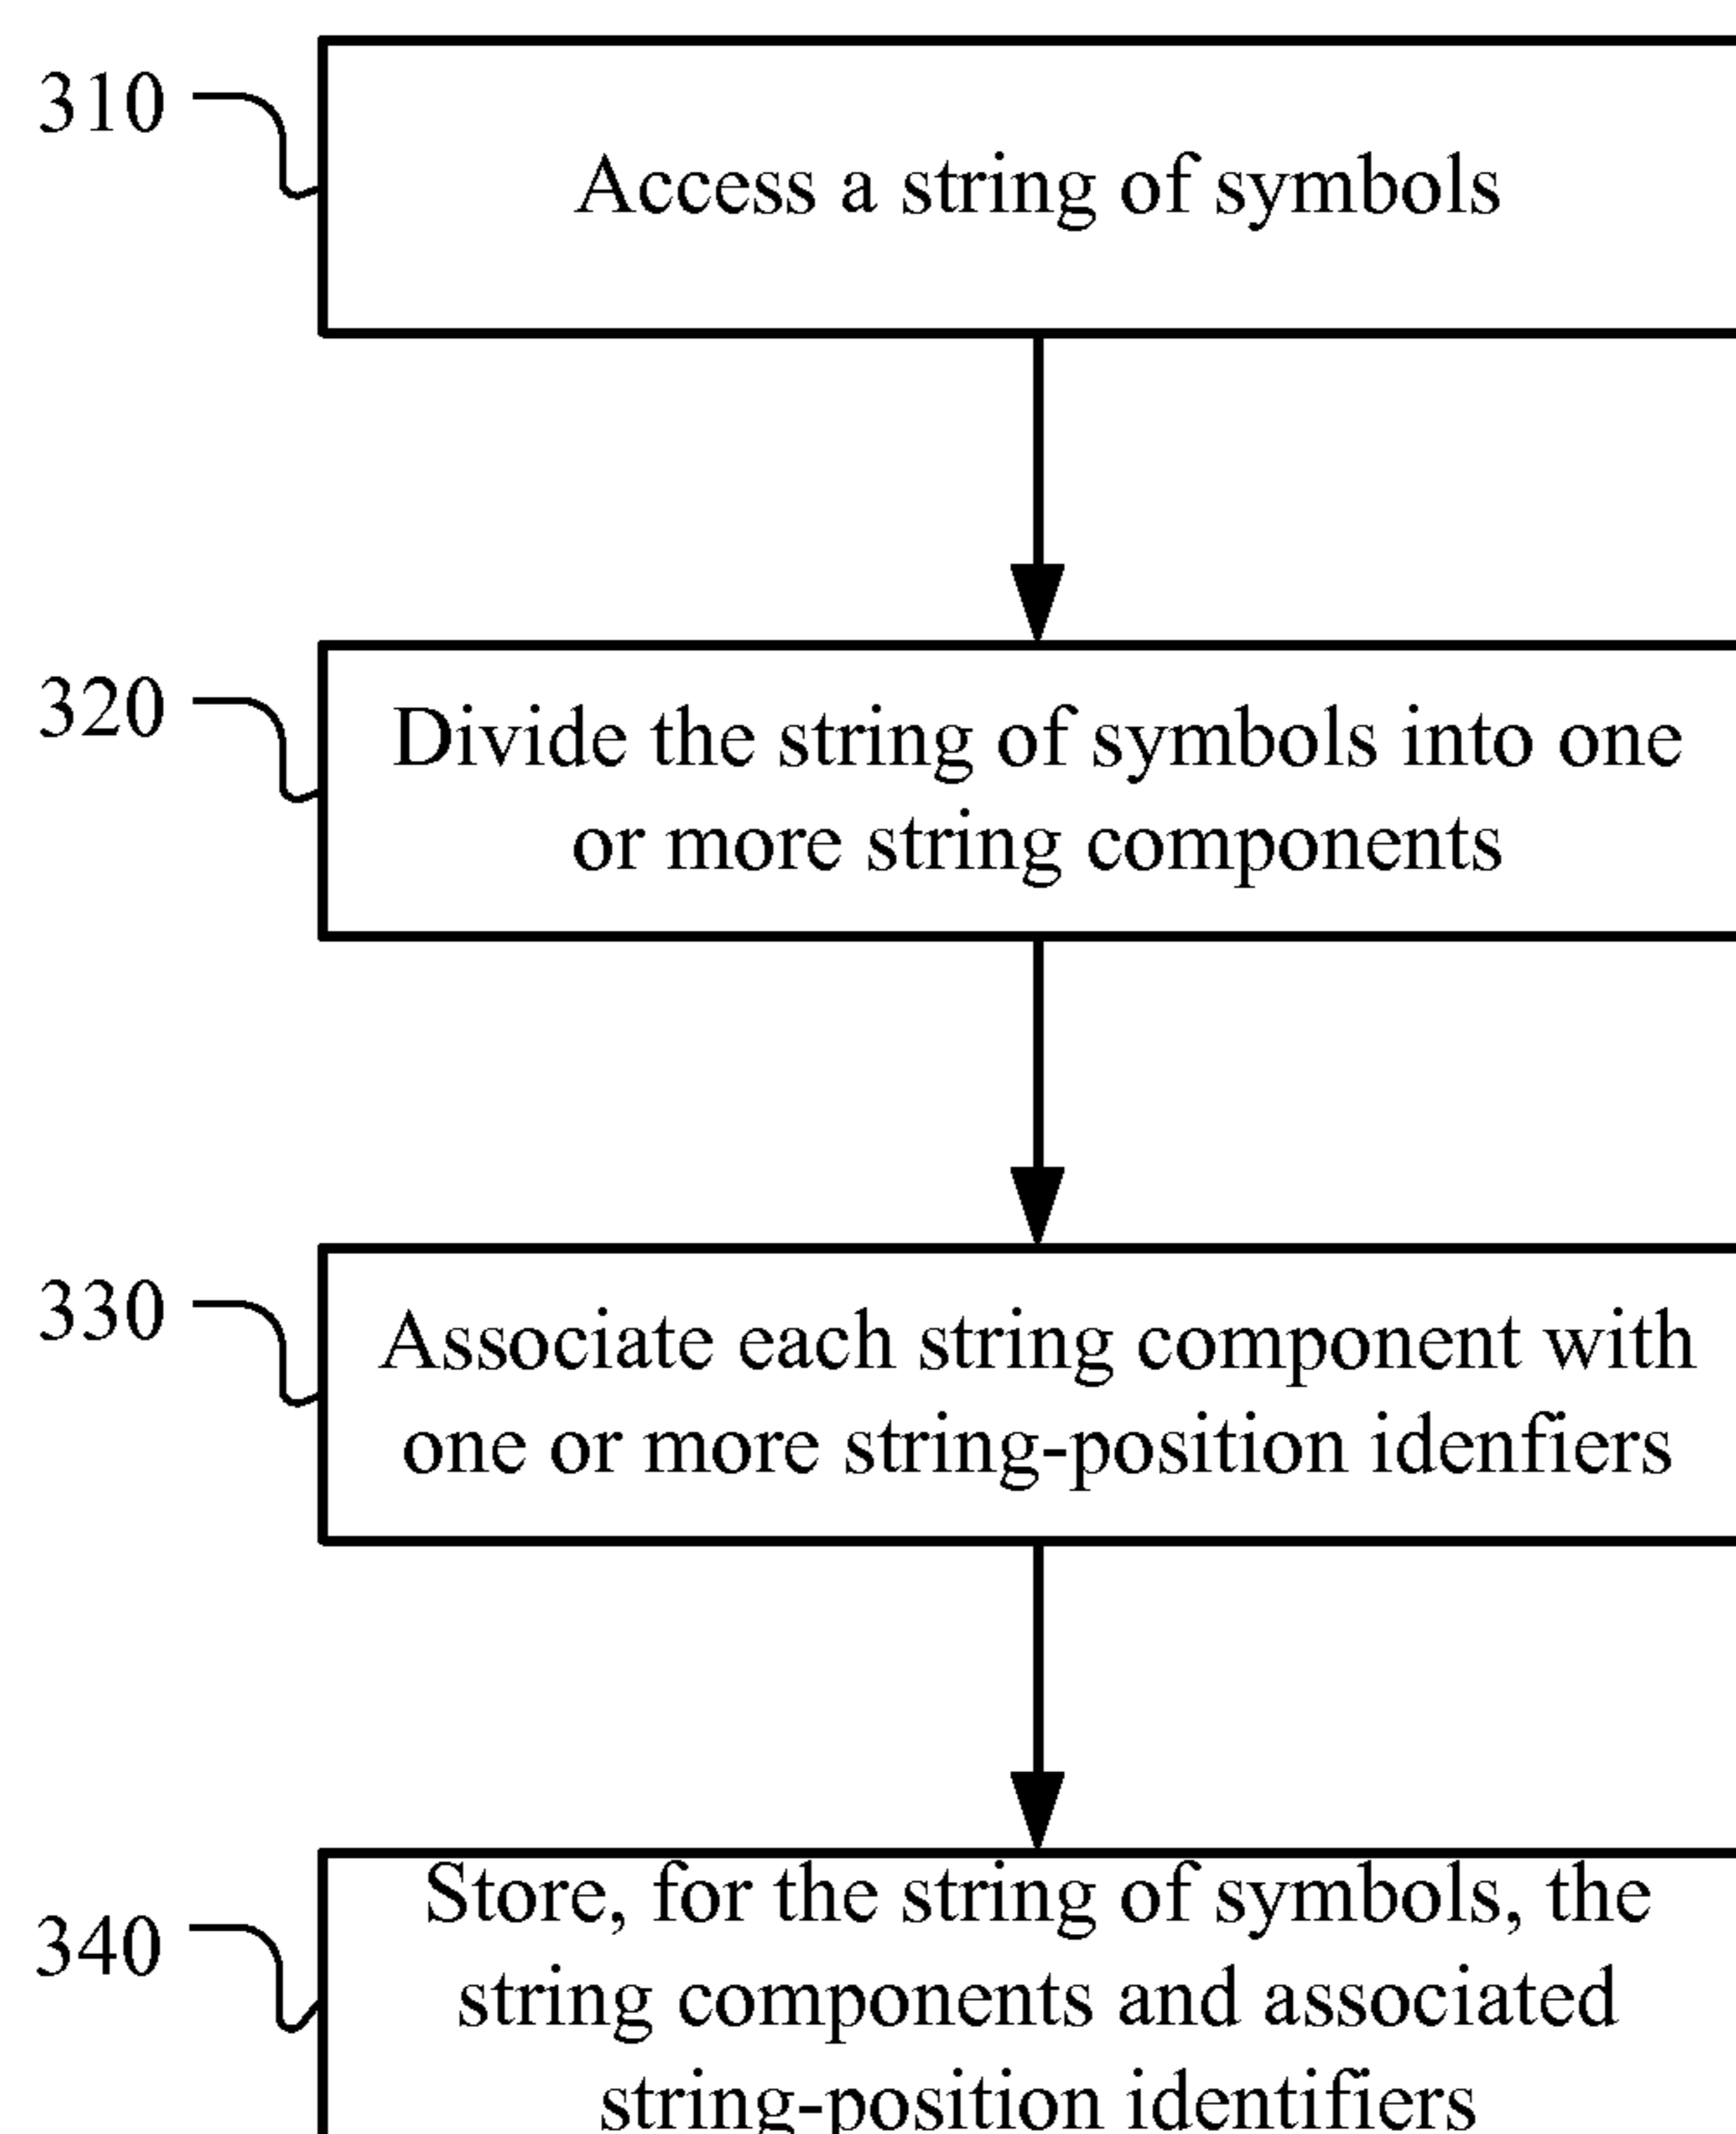 310
Access a string of symbols
320
Divide the string of symbols into one
or more string components
330
Associate each string component with
one or more string-position idenfiers
340
Store, for the string of symbols, the
string components and associated
string-position identifiers